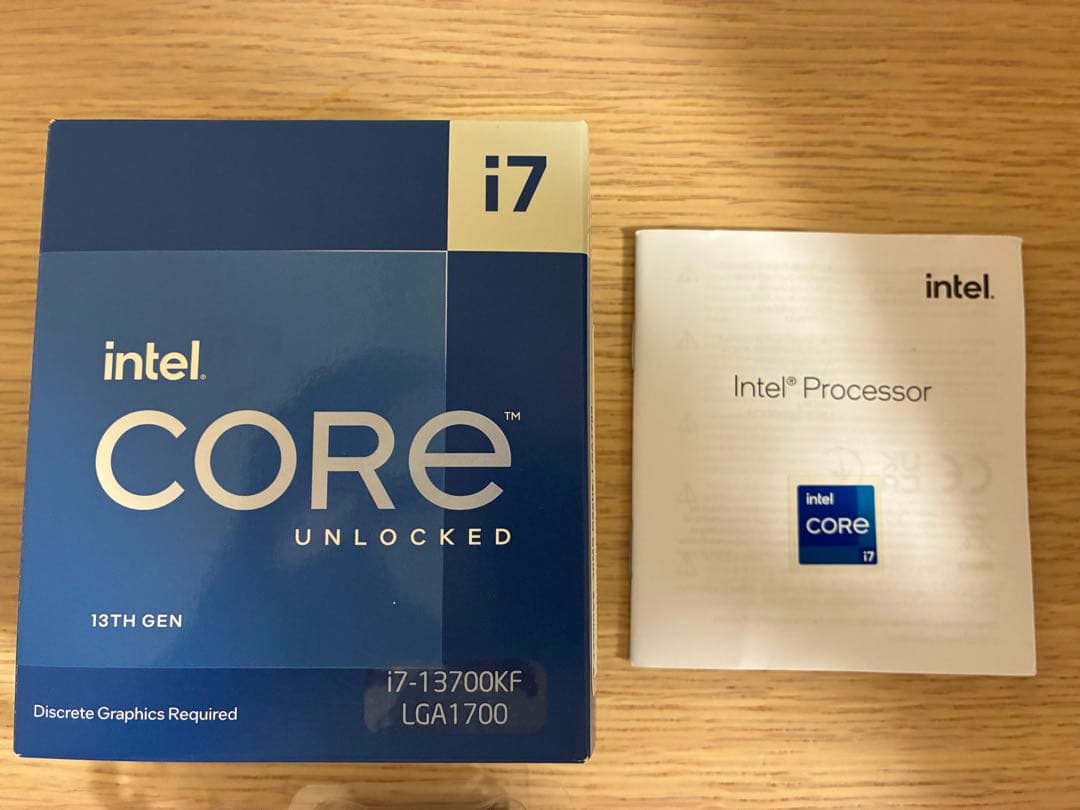 i7
intel.
CORE™
UNLOCKED
13TH GEN
i7-13700KF
LGA1700
Discrete Graphics Required
intel.
Intel® Processor
intel
CORE
i7